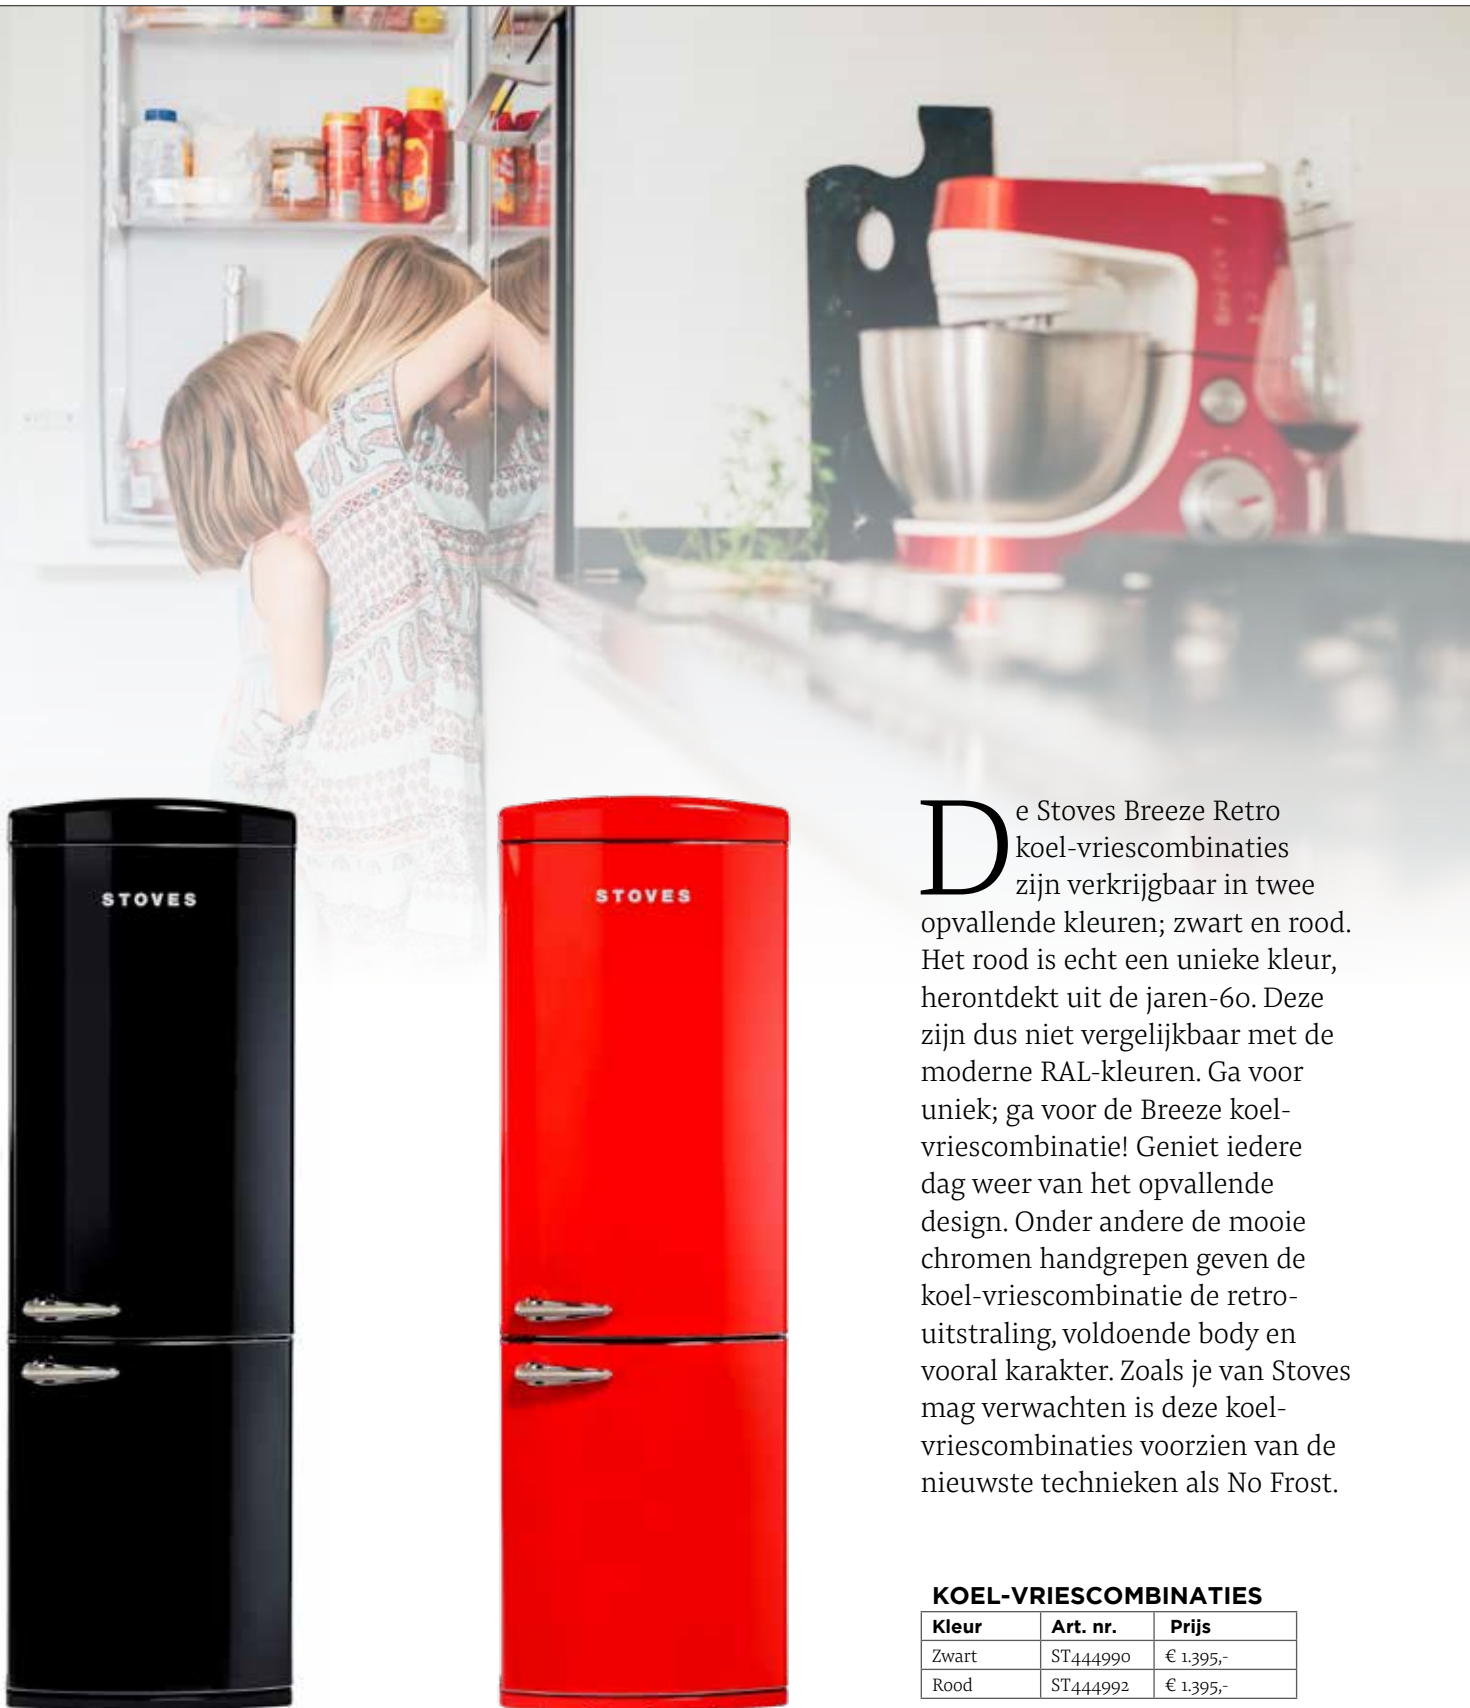 STOVES
STOVES
De Stoves Breeze Retro
koel-vriescombinaties
zijn verkrijgbaar in twee
opvallende kleuren; zwart en rood.
Het rood is echt een unieke kleur,
herontdekt uit de jaren-60. Deze
zijn dus niet vergelijkbaar met de
moderne RAL-kleuren. Ga voor
uniek; ga voor de Breeze koel-
vriescombinatie! Geniet iedere
dag weer van het opvallende
design. Onder andere de mooie
chromen handgrepen geven de
koel-vriescombinatie de retro-
uitstraling, voldoende body en
vooral karakter. Zoals je van Stoves
mag verwachten is deze koel-
vriescombinaties voorzien van de
nieuwste technieken als No Frost.
KOEL-VRIESCOMBINATIES
Kleur Art. nr. Prijs
Zwart ST444990 € 1.395,-
Rood ST444992 € 1.395,-